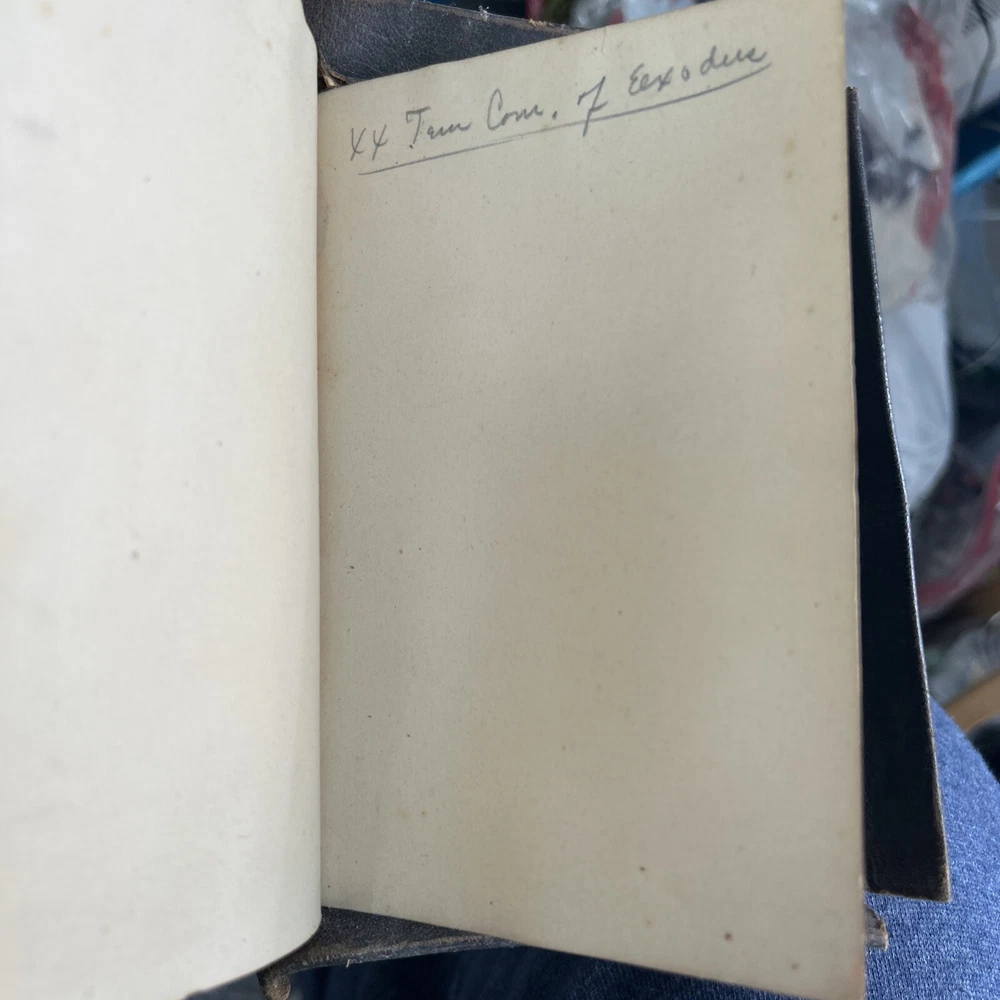 XX Ten Com. of Exodus